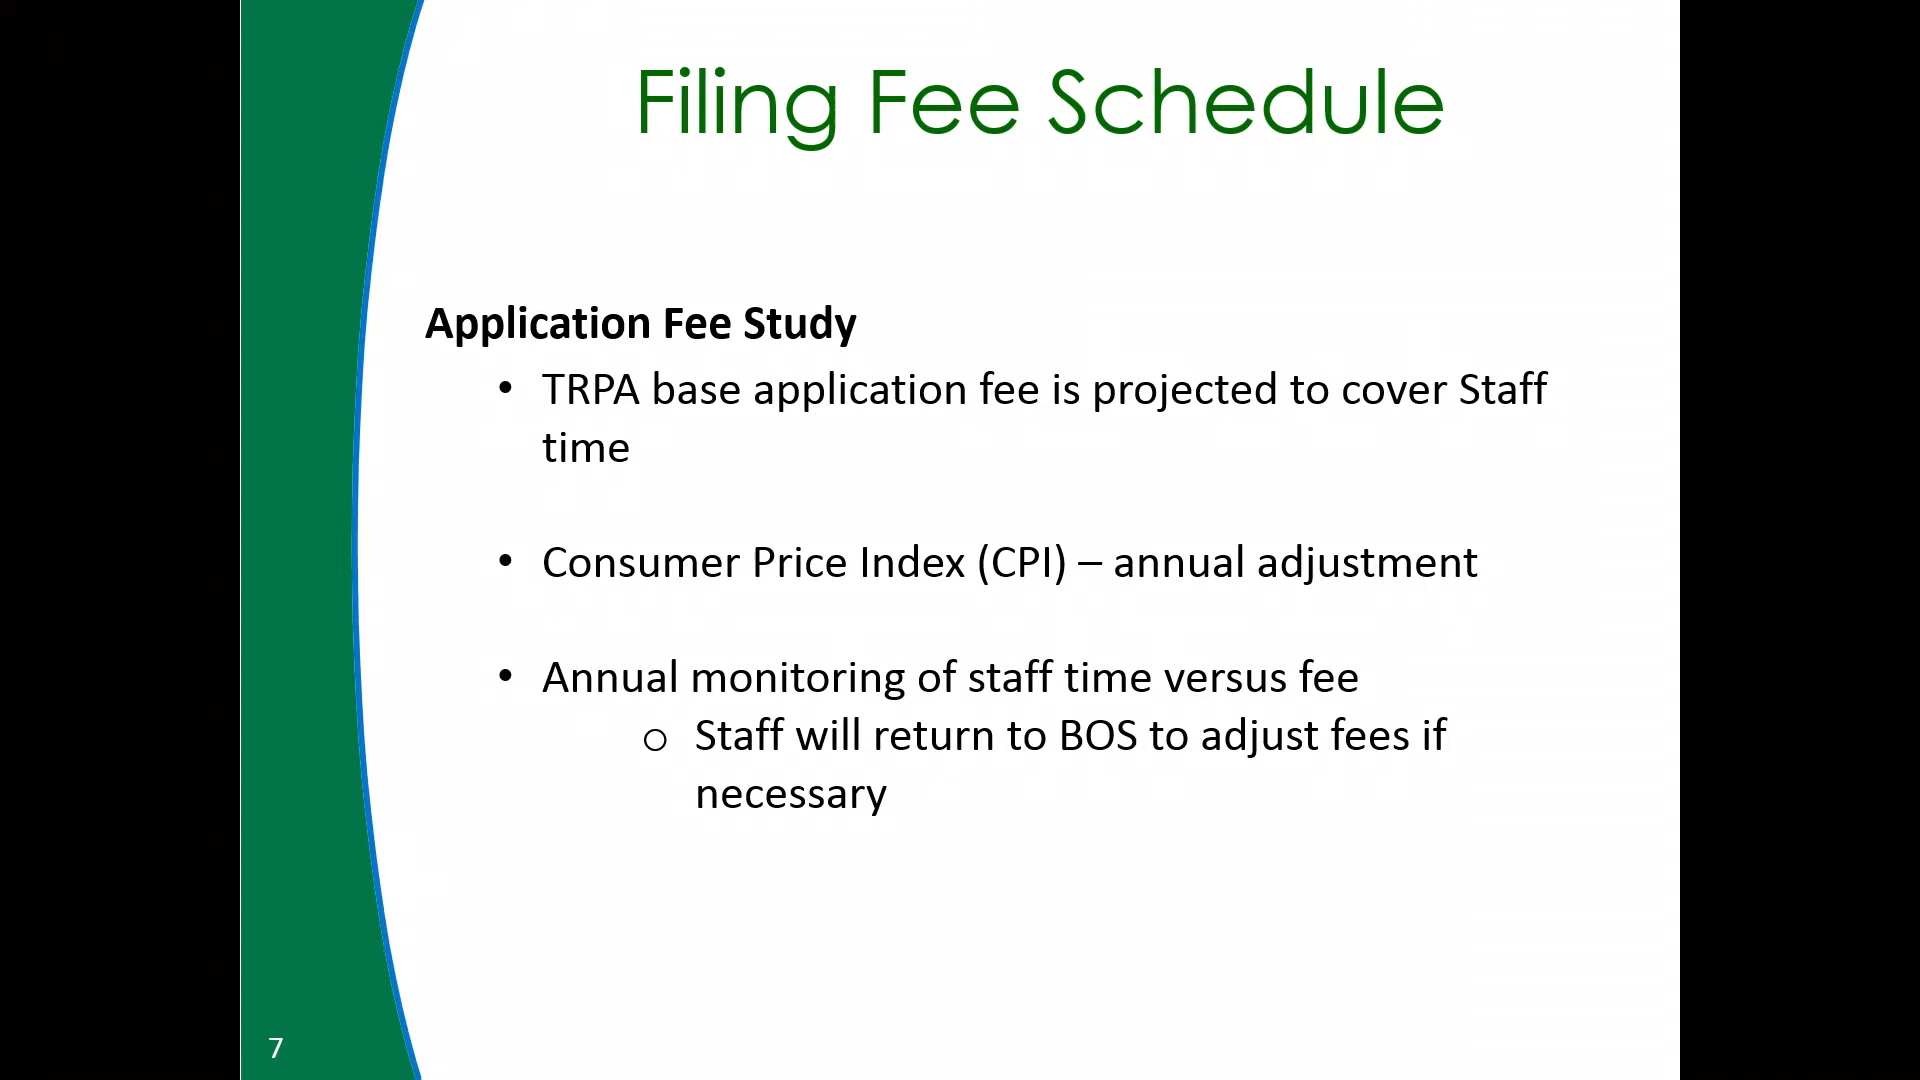 Filing Fee Schedule
Application Fee Study
• TRPA base application fee is projected to cover Staff
time
• Consumer Price Index (CPI) – annual adjustment
• Annual monitoring of staff time versus fee
o Staff will return to BOS to adjust fees if
necessary
7